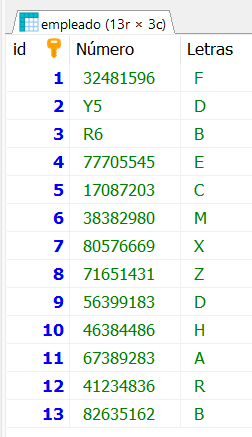 empleado (13r × 3c)
id Número Letras
1 32481596 F
2 Y5 D
3 R6 B
4 77705545 E
5 17087203 C
6 38382980 M
7 80576669 X
8 71651431 Z
9 56399183 D
10 46384486 H
11 67389283 A
12 41234836 R
13 82635162 B